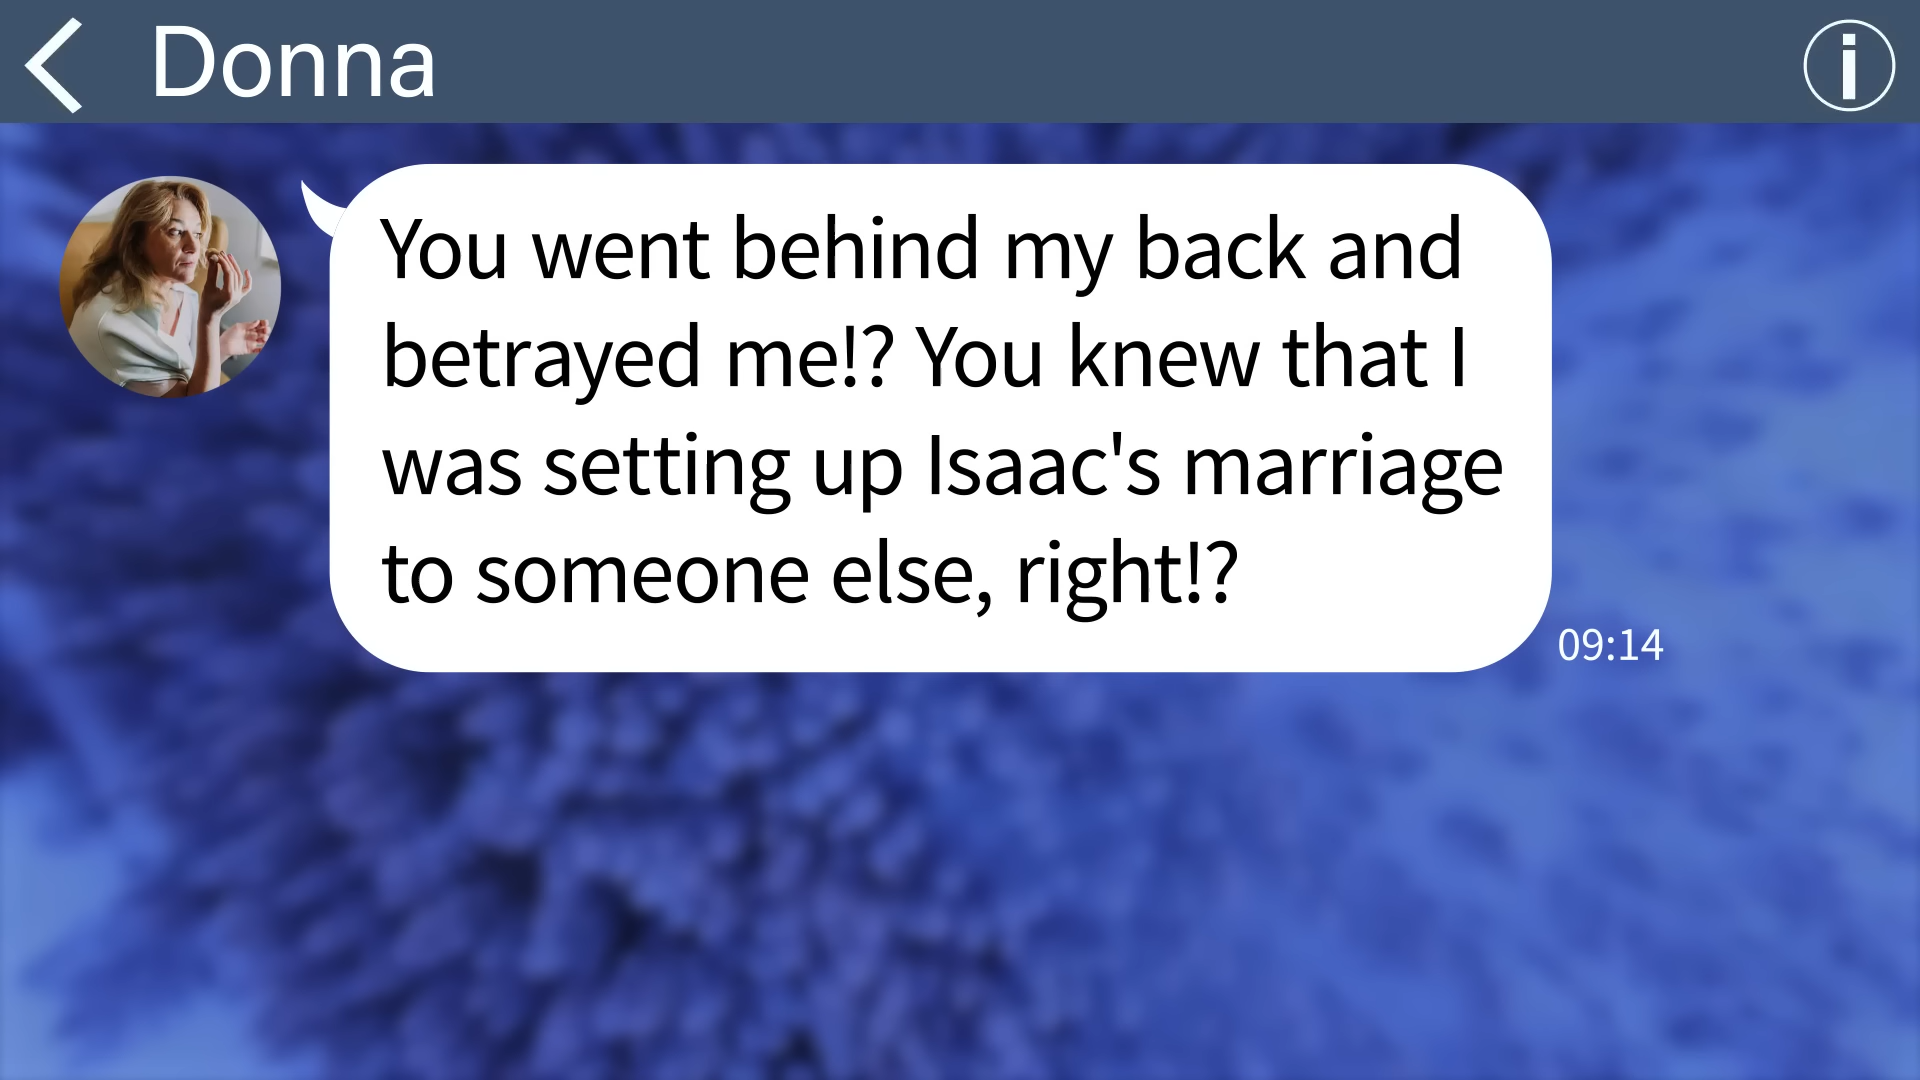 Donna
You went behind my back and
betrayed me!? You knew that I
was setting up Isaac's marriage
to someone else, right!?
09:14